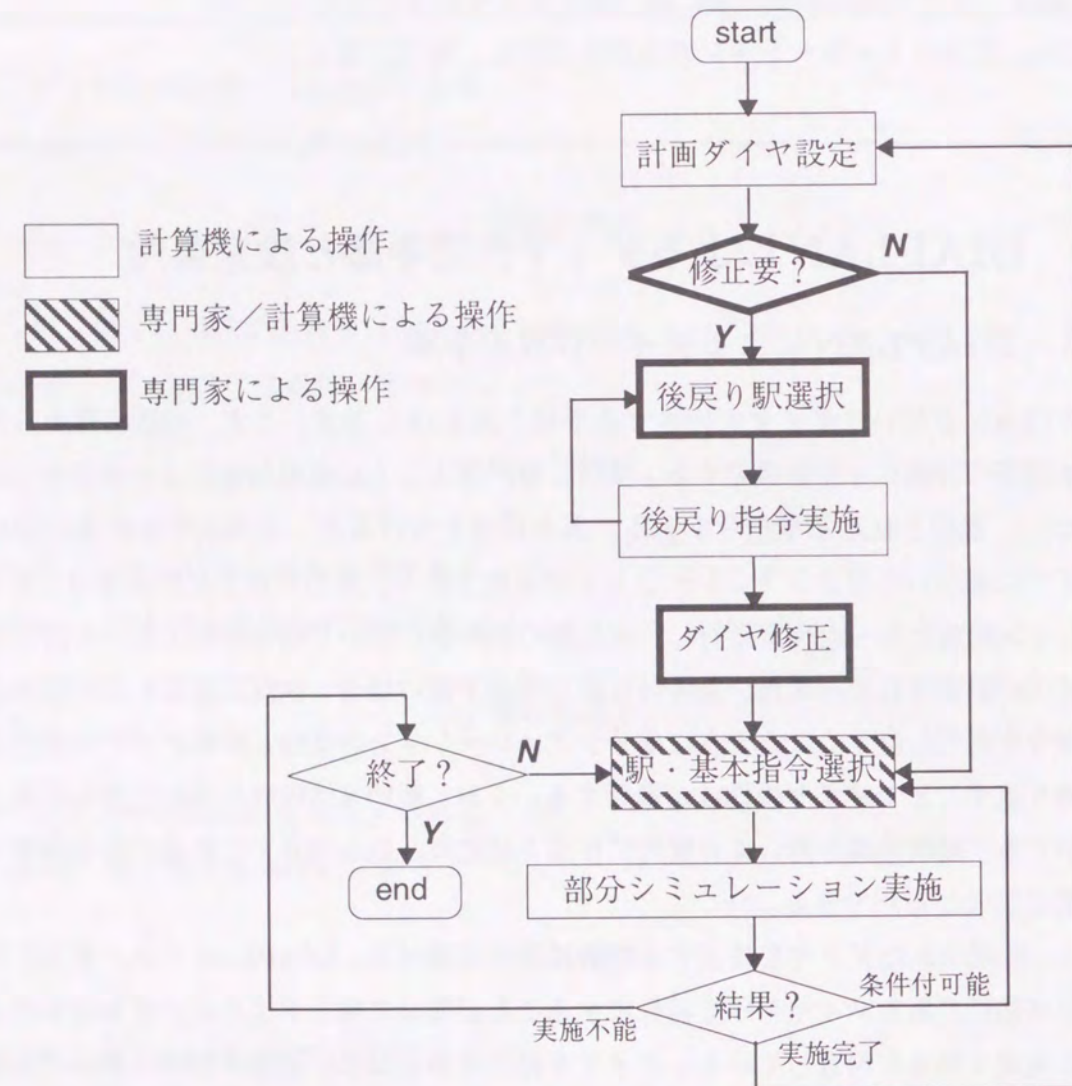 start
計画ダイヤ設定
計算機による操作
専門家／計算機による操作
専門家による操作
修正要？
N
Y
後戻り駅選択
後戻り指令実施
ダイヤ修正
終了？
N
駅・基本指令選択
Y
end
部分シミュレーション実施
結果？
条件付可能
実施不能
実施完了